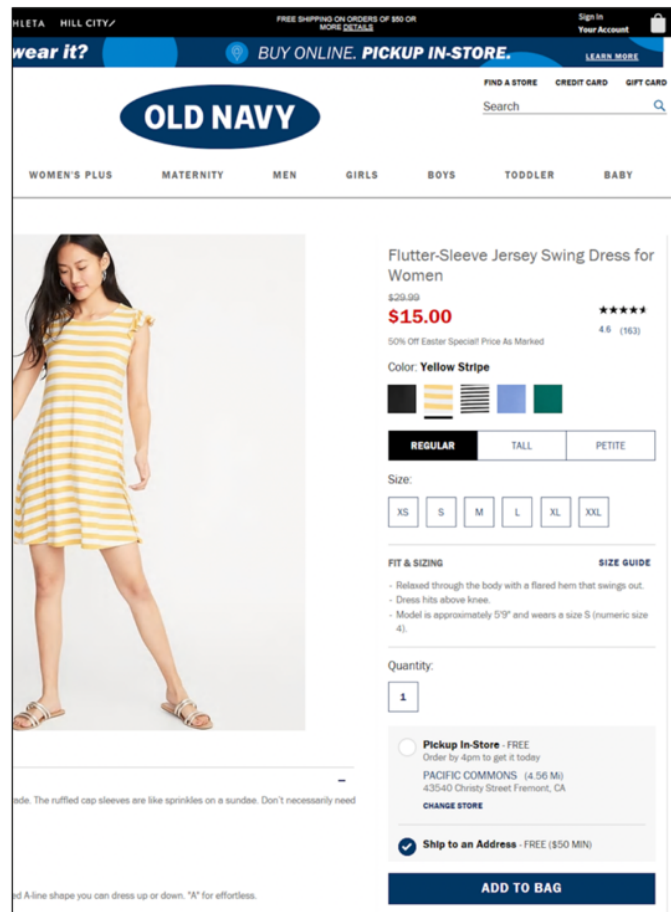 HLETA HILL CITY
FREE SHIPPING ON ORDERS OF $50 OR
MORE DETAILS
Sign In
Your Account
wear it?
BUY ONLINE. PICKUP IN-STORE.
LEARN MORE
FIND A STORE CREDIT CARD GIFT CARD
OLD NAVY
Search
WOMEN'S PLUS MATERNITY MEN GIRLS BOYS TODDLER BABY
Flutter-Sleeve Jersey Swing Dress for
Women
$29.99
$15.00
4.6 (163)
50% Off Easter Special! Price As Marked
Color: Yellow Stripe
REGULAR TALL PETITE
Size:
XS S M L XL XXL
FIT & SIZING SIZE GUIDE
- Relaxed through the body with a flared hem that swings out.
- Dress hits above knee.
- Model is approximately 5'9" and wears a size S (numeric size
4).
Quantity:
1
Pickup In-Store - FREE
Order by 4pm to get it today
PACIFIC COMMONS (4.56 Mi)
43540 Christy Street Fremont, CA
CHANGE STORE
ade. The ruffled cap sleeves are like sprinkles on a sundae. Don't necessarily need
Ship to an Address - FREE ($50 MIN)
ed A-line shape you can dress up or down. "A" for effortless.
ADD TO BAG